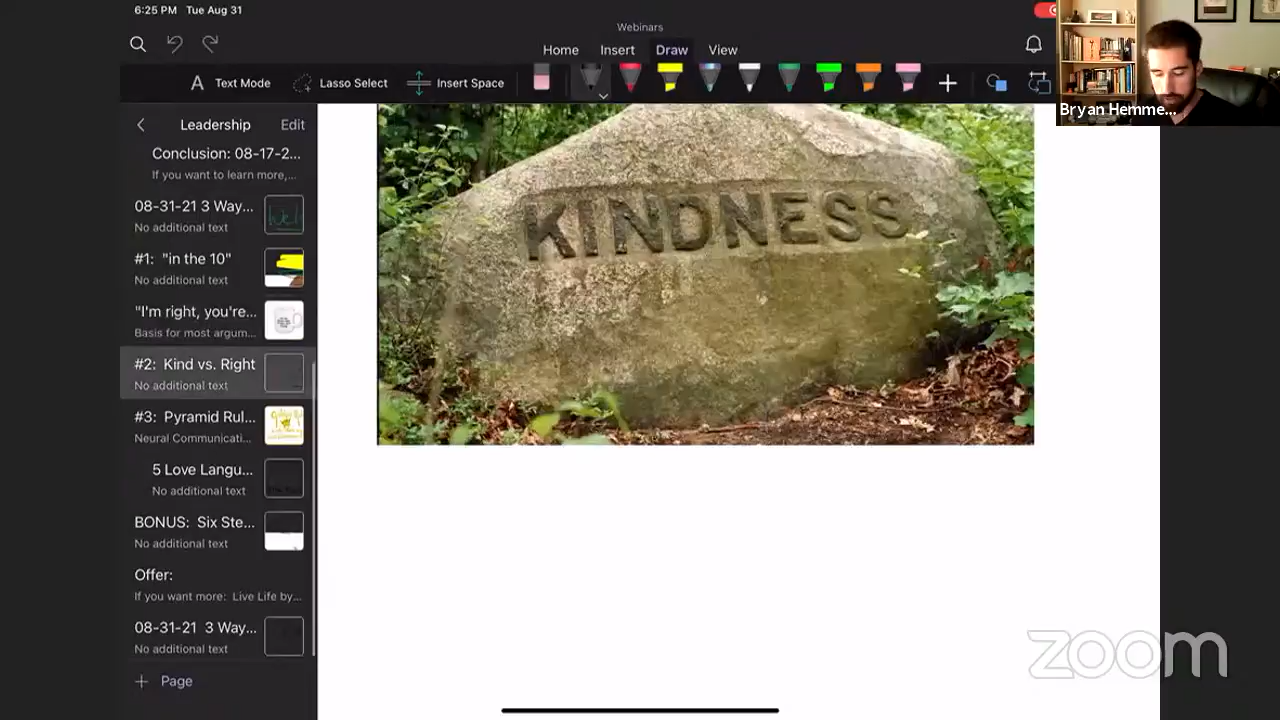 6:25 PM Tue Aug 31
Webinars
Home Insert Draw View
Text Mode Lasso Select Insert Space
Bryan Hemme...
Leadership Edit
Conclusion: 08-17-2...
If you want to learn more,...
08-31-21 3 Way...
No additional text
#1: "in the 10"
No additional text
"I'm right, you're...
Basis for most argum...
#2: Kind vs. Right
No additional text
#3: Pyramid Rul...
Neural Communicati...
5 Love Langu...
No additional text
BONUS: Six Ste...
No additional text
Offer:
If you want more: Live Life by...
08-31-21 3 Way...
No additional text
Page
KINDNESS
zoom